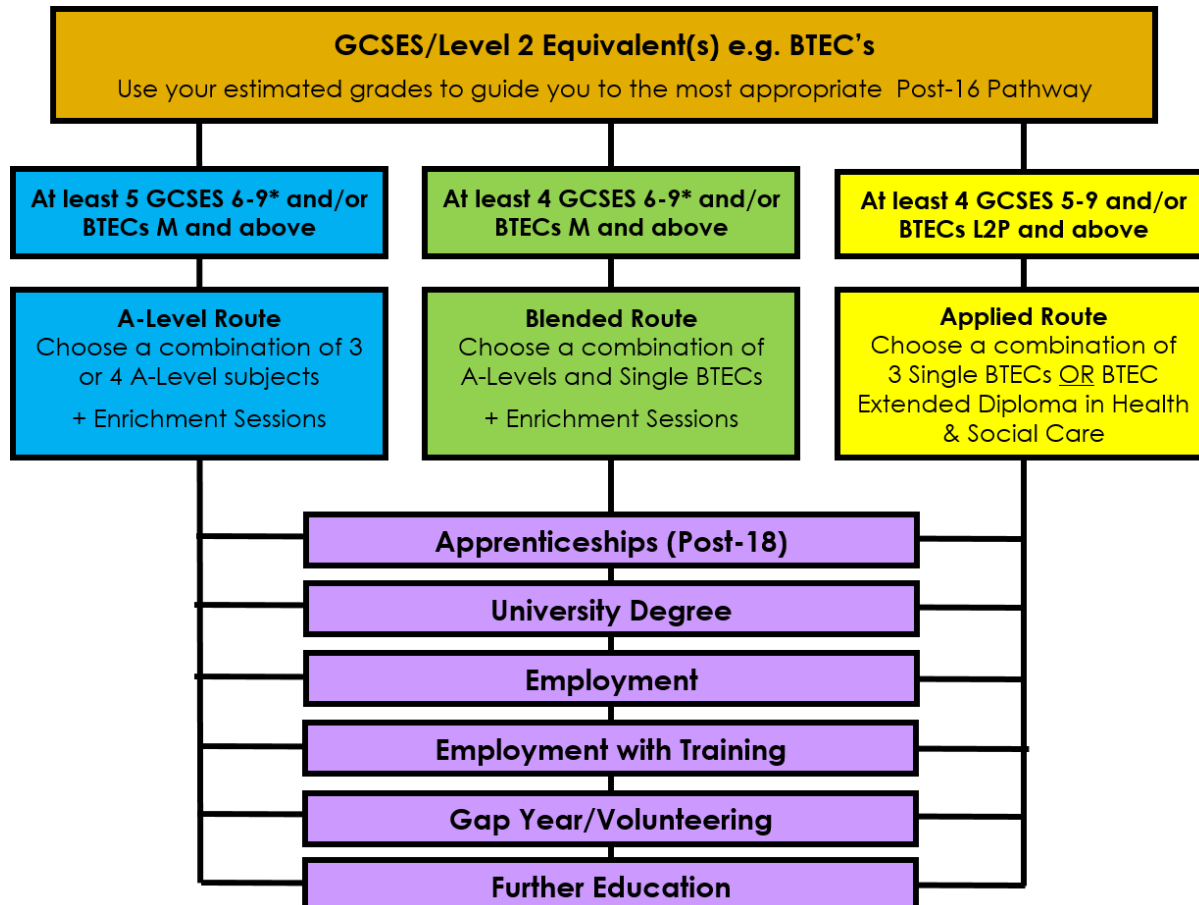 GCSES/Level 2 Equivalent(s) e.g. BTEC's
Use your estimated grades to guide you to the most appropriate Post-16 Pathway
At least 5 GCSES 6-9* and/or
BTECs M and above
At least 4 GCSES 6-9* and/or
BTECs M and above
At least 4 GCSES 5-9 and/or
BTECs L2P and above
A-Level Route
Choose a combination of 3
or 4 A-Level subjects
+ Enrichment Sessions
Blended Route
Choose a combination of
A-Levels and Single BTECs
+ Enrichment Sessions
Applied Route
Choose a combination of
3 Single BTECs OR BTEC
Extended Diploma in Health
& Social Care
Apprenticeships (Post-18)
University Degree
Employment
Employment with Training
Gap Year/Volunteering
Further Education